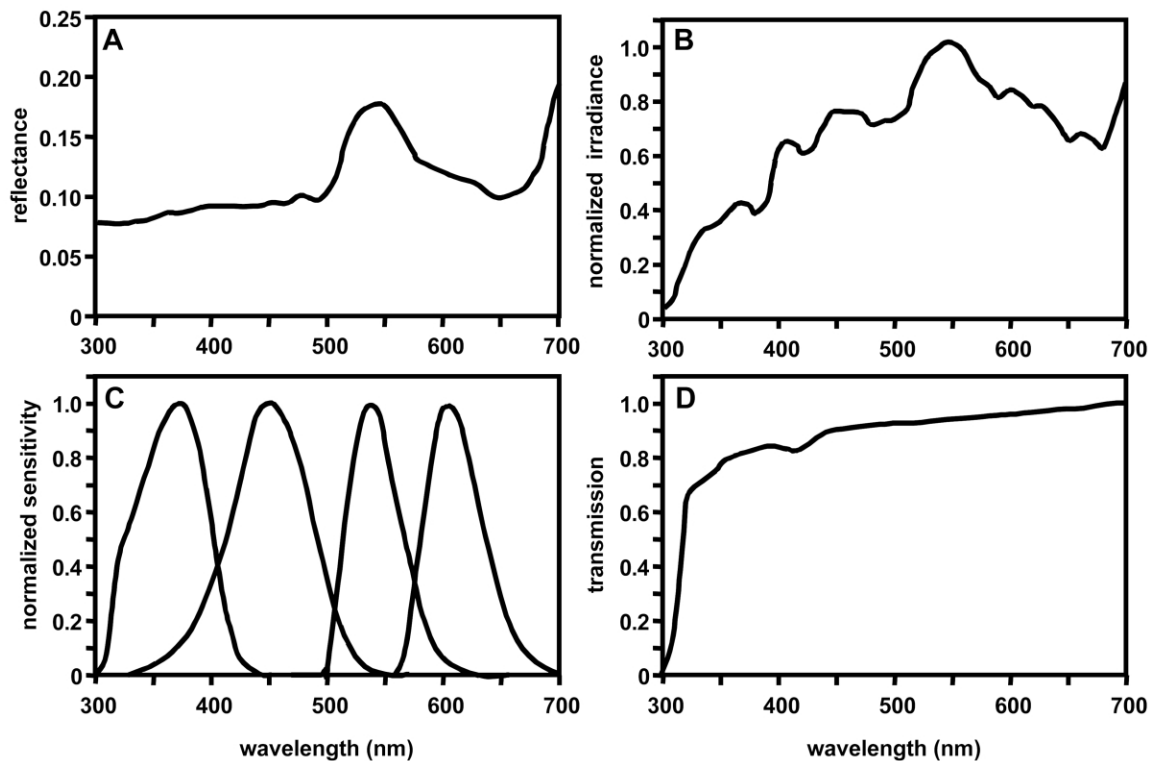 A
0.25
0.20
0.15
0.10
0.05
0
reflectance
300 400 500 600 700
B
1.0
0.8
0.6
0.4
0.2
0
normalized irradiance
300 400 500 600 700
C
1.0
0.8
0.6
0.4
0.2
0
normalized sensitivity
300 400 500 600 700
wavelength (nm)
D
1.0
0.8
0.6
0.4
0.2
0
transmission
300 400 500 600 700
wavelength (nm)